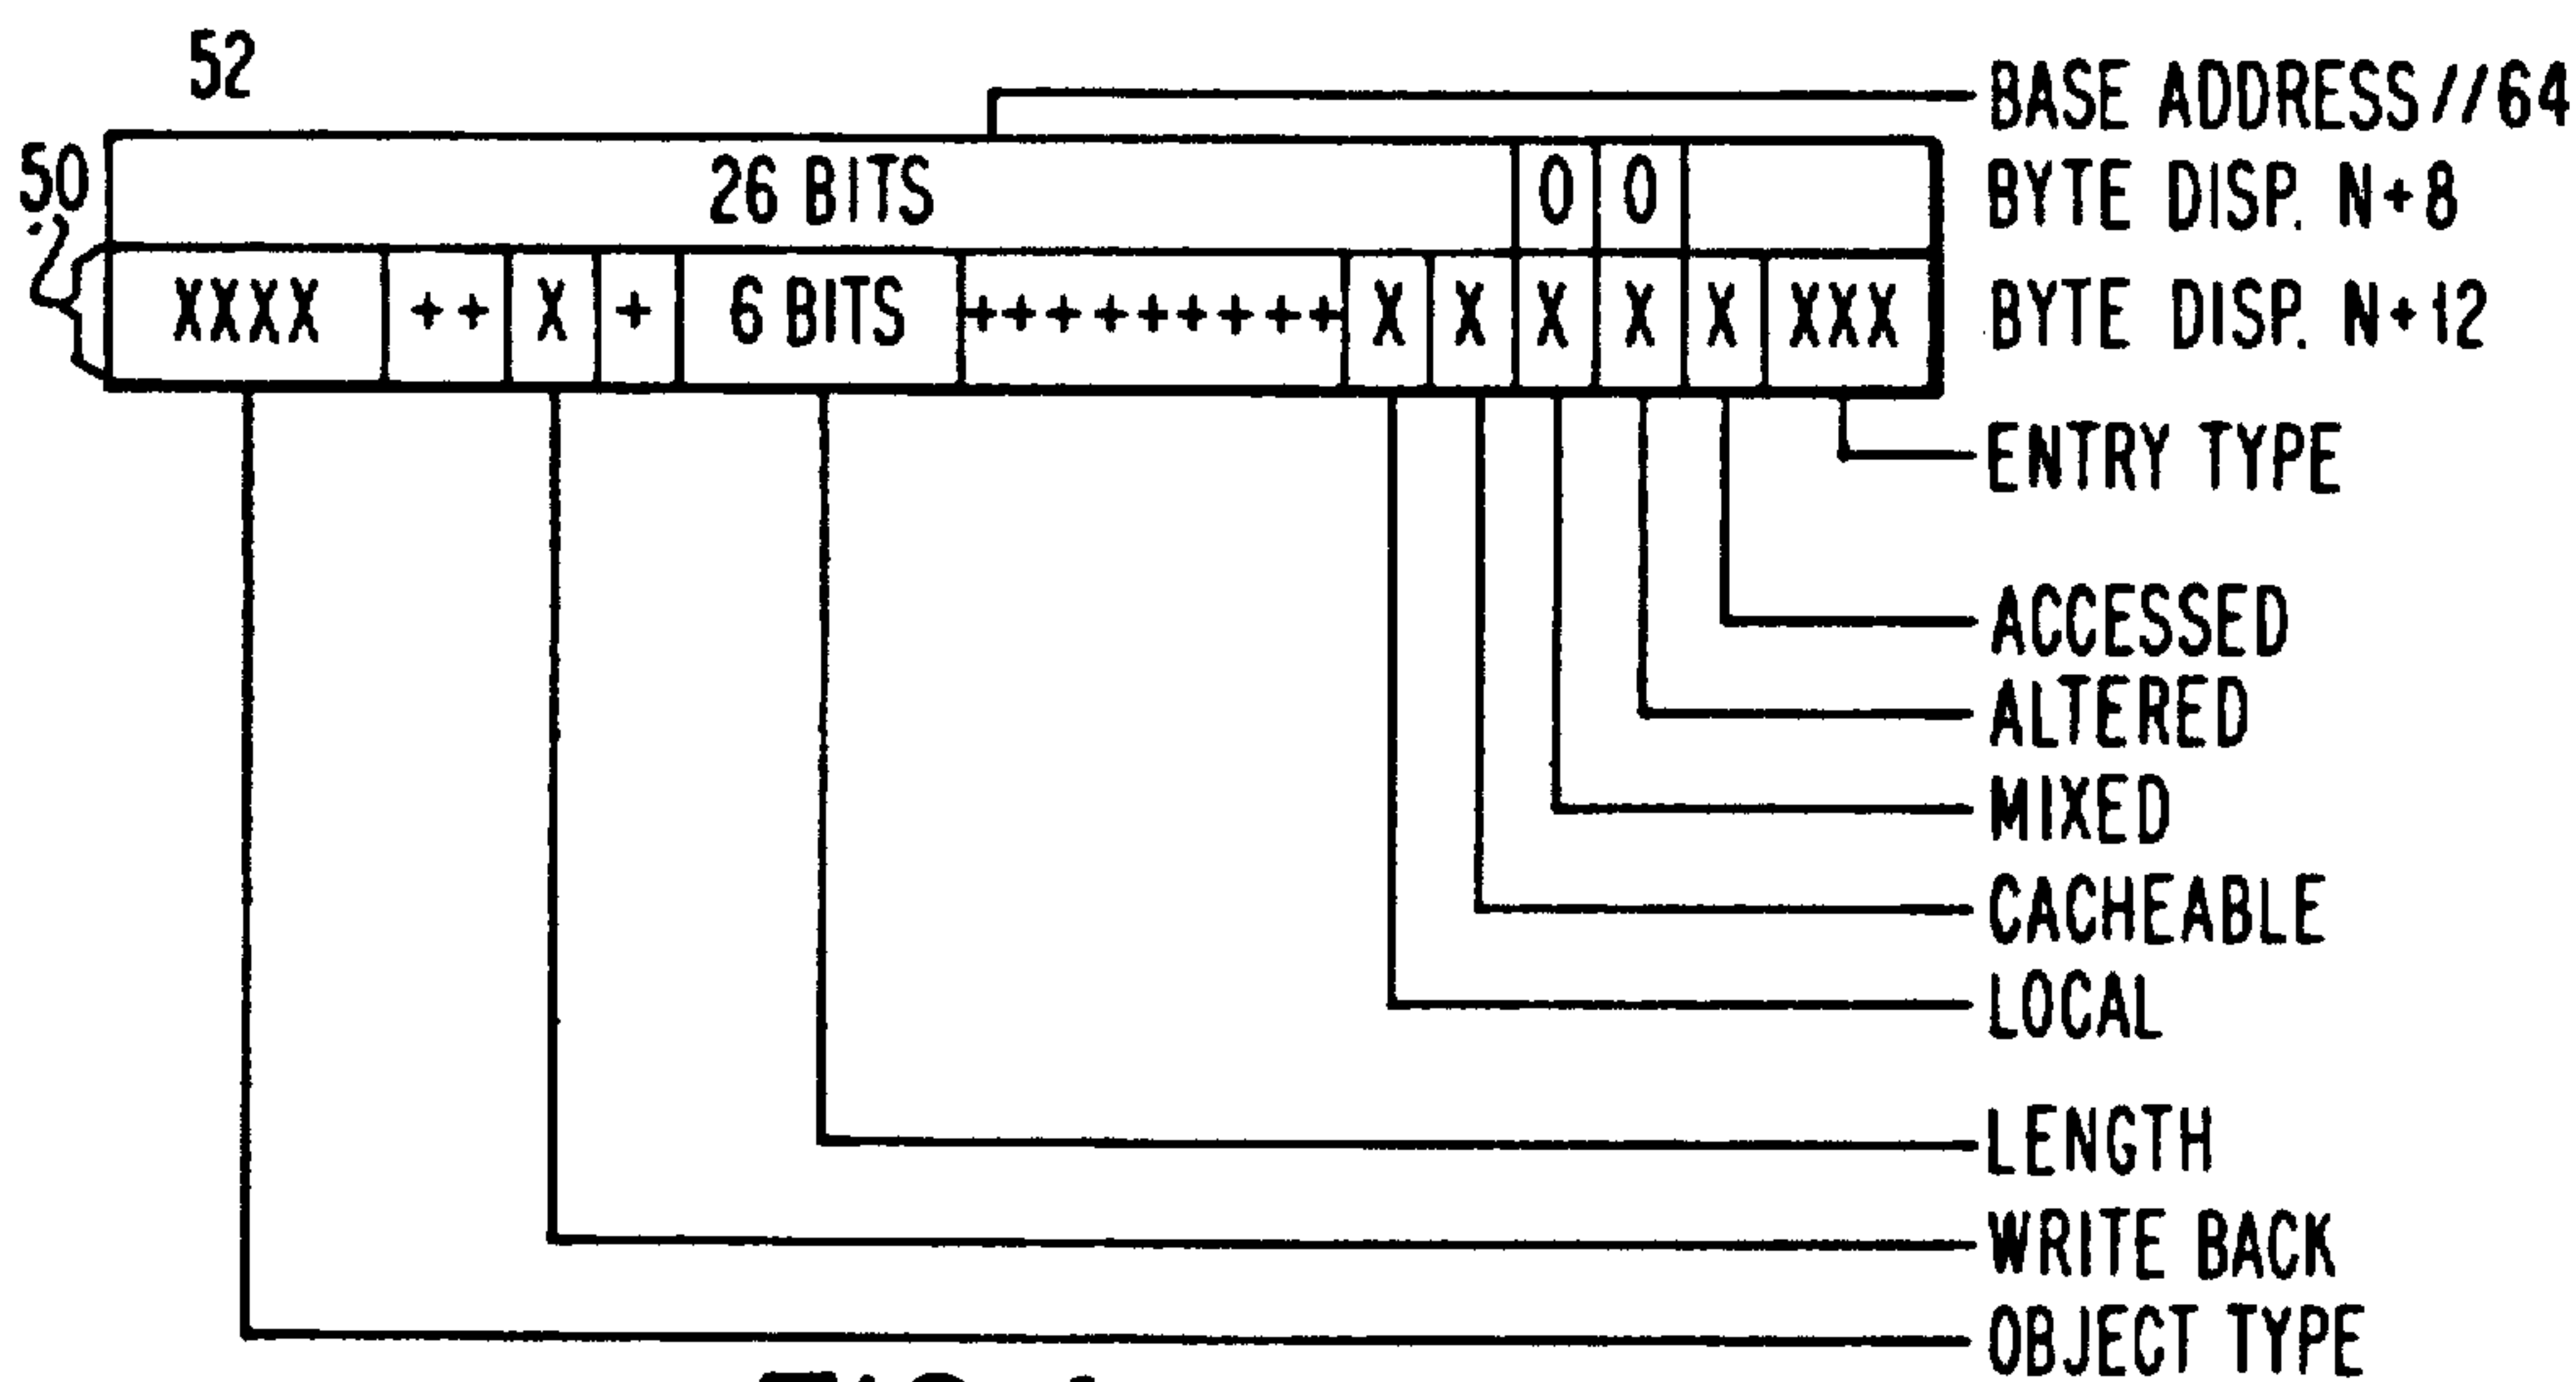 52
BASE ADDRESS//64
50
26 BITS 0 0 BYTE DISP. N+8
XXXX ++ X + 6 BITS +++++++++ X X X X X XXX BYTE DISP. N+12
ENTRY TYPE
ACCESSED
ALTERED
MIXED
CACHEABLE
LOCAL
LENGTH
WRITE BACK
OBJECT TYPE